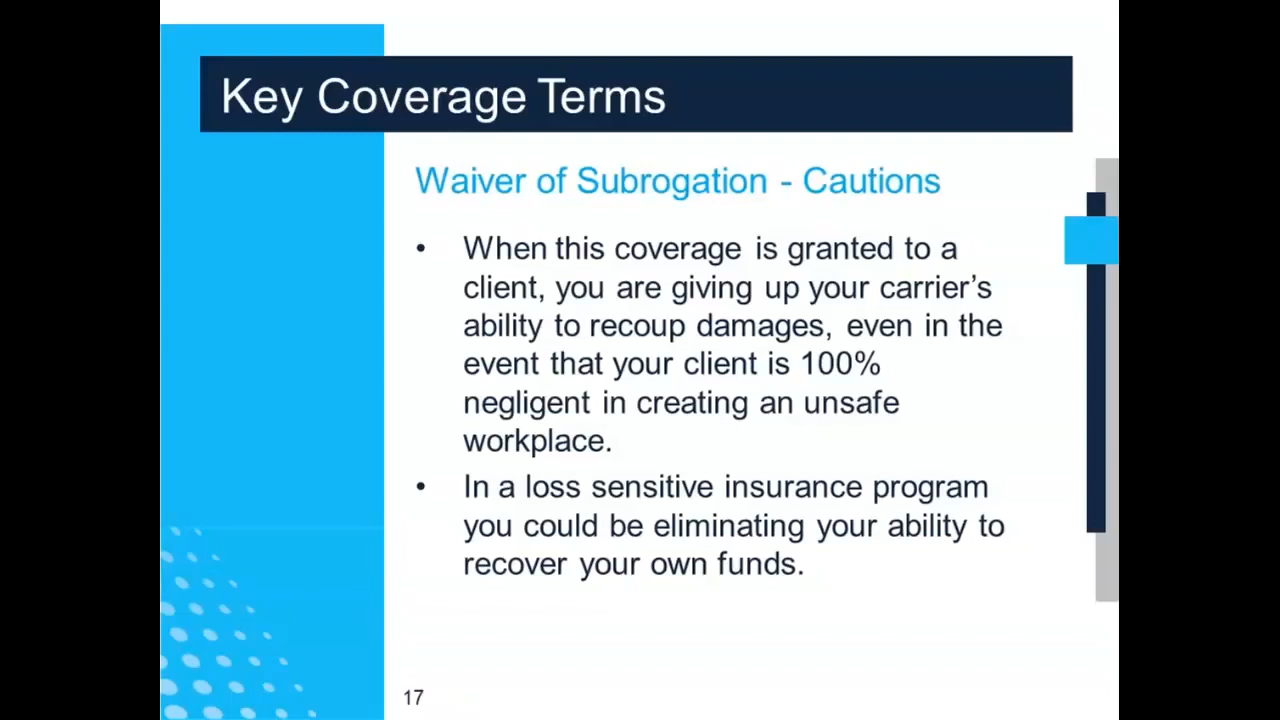 Key Coverage Terms
Waiver of Subrogation - Cautions
• When this coverage is granted to a
client, you are giving up your carrier’s
ability to recoup damages, even in the
event that your client is 100%
negligent in creating an unsafe
workplace.
• In a loss sensitive insurance program
you could be eliminating your ability to
recover your own funds.
17